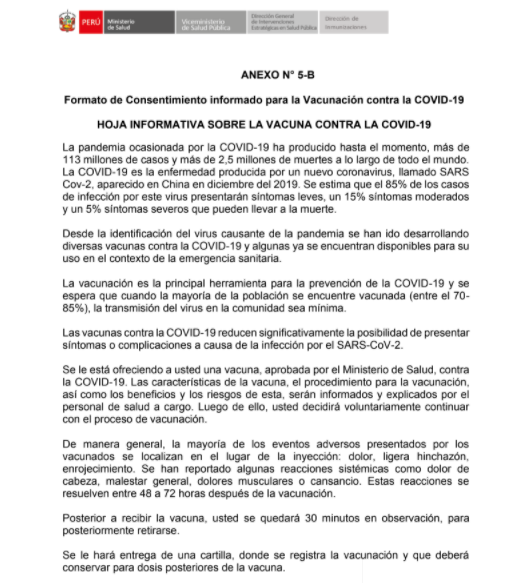 PERÚ
Ministerio
de Salud
Viceministerio
de Salud Pública
Dirección General
de Intervenciones
Estratégicas en Salud Pública
Dirección de
Inmunizaciones
ANEXO N° 5-B
Formato de Consentimiento informado para la Vacunación contra la COVID-19
HOJA INFORMATIVA SOBRE LA VACUNA CONTRA LA COVID-19
La pandemia ocasionada por la COVID-19 ha producido hasta el momento, más de
113 millones de casos y más de 2,5 millones de muertes a lo largo de todo el mundo.
La COVID-19 es la enfermedad producida por un nuevo coronavirus, llamado SARS
Cov-2, aparecido en China en diciembre del 2019. Se estima que el 85% de los casos
de infección por este virus presentarán síntomas leves, un 15% síntomas moderados
y un 5% síntomas severos que pueden llevar a la muerte.
Desde la identificación del virus causante de la pandemia se han ido desarrollando
diversas vacunas contra la COVID-19 y algunas ya se encuentran disponibles para su
uso en el contexto de la emergencia sanitaria.
La vacunación es la principal herramienta para la prevención de la COVID-19 y se
espera que cuando la mayoría de la población se encuentre vacunada (entre el 70-
85%), la transmisión del virus en la comunidad sea mínima.
Las vacunas contra la COVID-19 reducen significativamente la posibilidad de presentar
síntomas o complicaciones a causa de la infección por el SARS-CoV-2.
Se le está ofreciendo a usted una vacuna, aprobada por el Ministerio de Salud, contra
la COVID-19. Las características de la vacuna, el procedimiento para la vacunación,
así como los beneficios y los riesgos de esta, serán informados y explicados por el
personal de salud a cargo. Luego de ello, usted decidirá voluntariamente continuar
con el proceso de vacunación.
De manera general, la mayoría de los eventos adversos presentados por los
vacunados se localizan en el lugar de la inyección: dolor, ligera hinchazón,
enrojecimiento. Se han reportado algunas reacciones sistémicas como dolor de
cabeza, malestar general, dolores musculares o cansancio. Estas reacciones se
resuelven entre 48 a 72 horas después de la vacunación.
Posterior a recibir la vacuna, usted se quedará 30 minutos en observación, para
posteriormente retirarse.
Se le hará entrega de una cartilla, donde se registra la vacunación y que deberá
conservar para dosis posteriores de la vacuna.